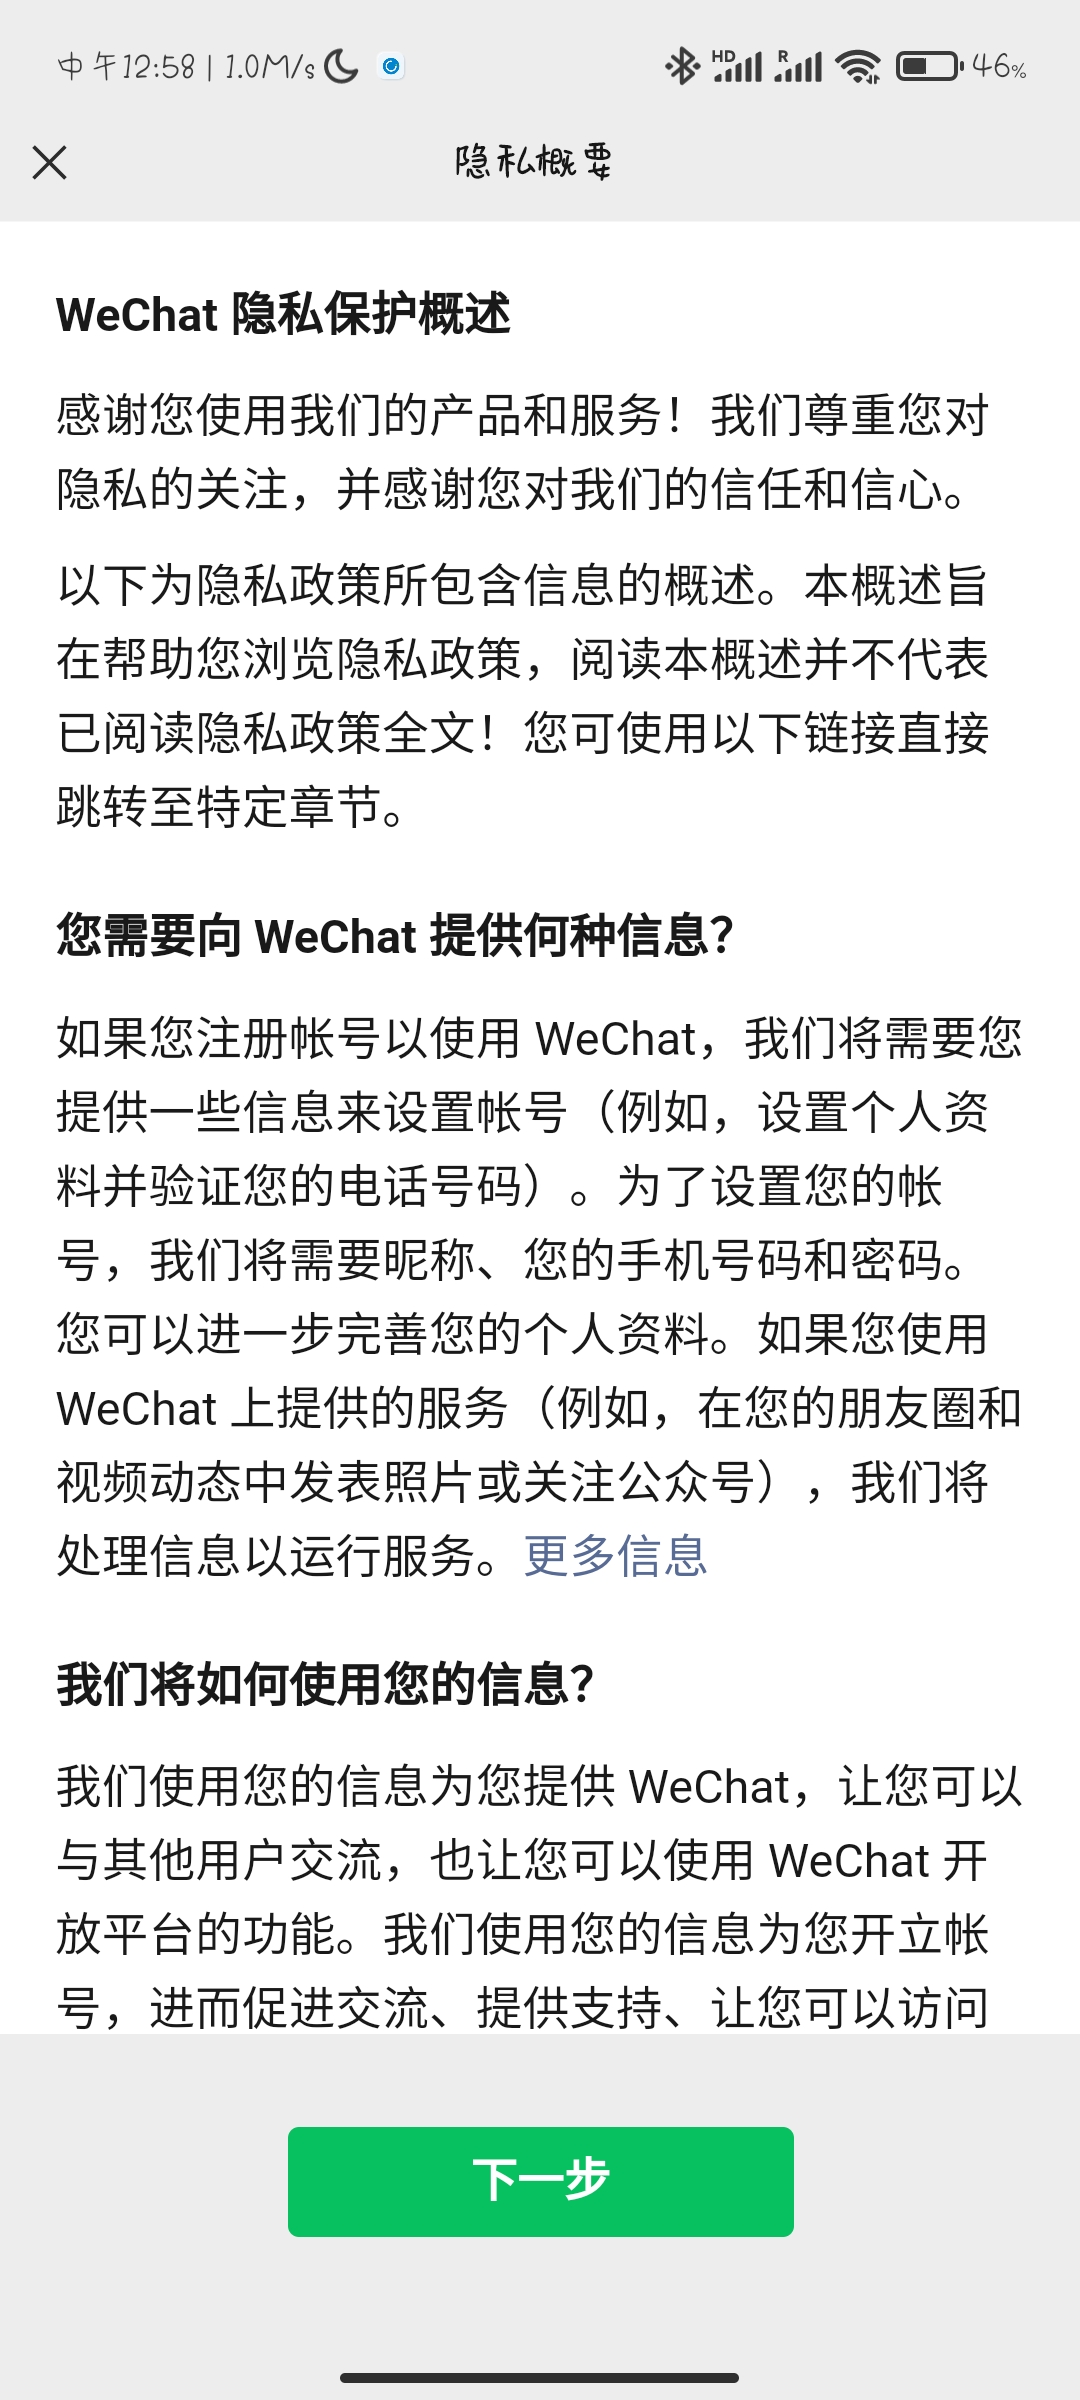 中午12:58 | 1.0M/s
HD R 46%
隐私概要
WeChat 隐私保护概述
感谢您使用我们的产品和服务！我们尊重您对
隐私的关注，并感谢您对我们的信任和信心。
以下为隐私政策所包含信息的概述。本概述旨
在帮助您浏览隐私政策，阅读本概述并不代表
已阅读隐私政策全文！您可使用以下链接直接
跳转至特定章节。
您需要向 WeChat 提供何种信息？
如果您注册帐号以使用 WeChat，我们将需要您
提供一些信息来设置帐号（例如，设置个人资
料并验证您的电话号码）。为了设置您的帐
号，我们将需要昵称、您的手机号码和密码。
您可以进一步完善您的个人资料。如果您使用
WeChat 上提供的服务（例如，在您的朋友圈和
视频动态中发表照片或关注公众号），我们将
处理信息以运行服务。更多信息
我们将如何使用您的信息？
我们使用您的信息为您提供 WeChat，让您可以
与其他用户交流，也让您可以使用 WeChat 开
放平台的功能。我们使用您的信息为您开立帐
号，进而促进交流、提供支持、让您可以访问
下一步